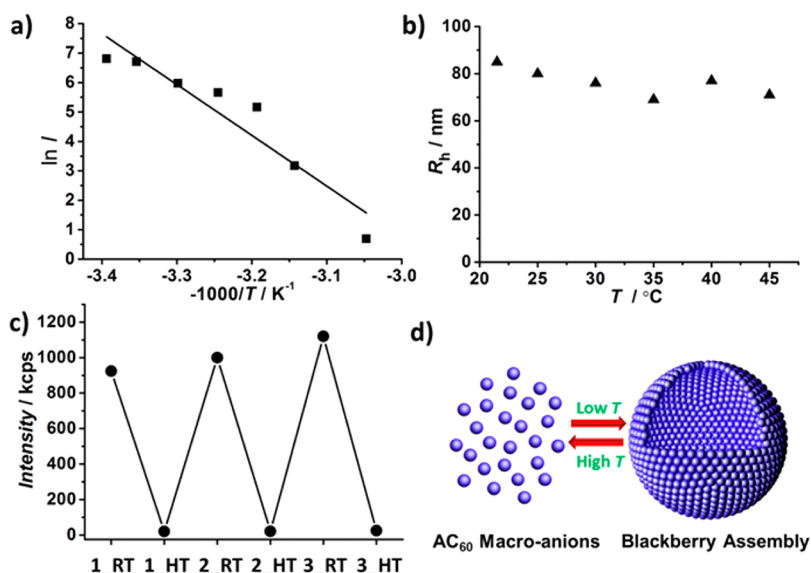 a)
8
7
6
5
4
3
2
1
0
ln I
-3.4 -3.3 -3.2 -3.1 -3.0
-1000/T / K⁻¹
b)
100
80
60
40
20
0
Rh / nm
20 25 30 35 40 45
T / °C
c)
1200
1000
800
600
400
200
0
Intensity / kcps
1 RT 1 HT 2 RT 2 HT 3 RT 3 HT
d)
Low T
High T
AC₆₀ Macro-anions Blackberry Assembly